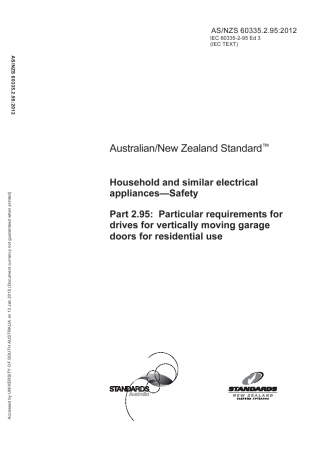 AS/NZS 60335.2.95:2012
IEC 60335-2-95 Ed 3
(IEC TEXT)
AS/NZS 60335.2.95:2012
Australian/New Zealand Standard™
Household and similar electrical
appliances—Safety
Part 2.95: Particular requirements for
drives for vertically moving garage
doors for residential use
Accessed by UNIVERSITY OF SOUTH AUSTRALIA on 13 Jan 2015 (Document currency not guaranteed when printed)
STANDARDS
Australia
STANDARDS
NEW ZEALAND